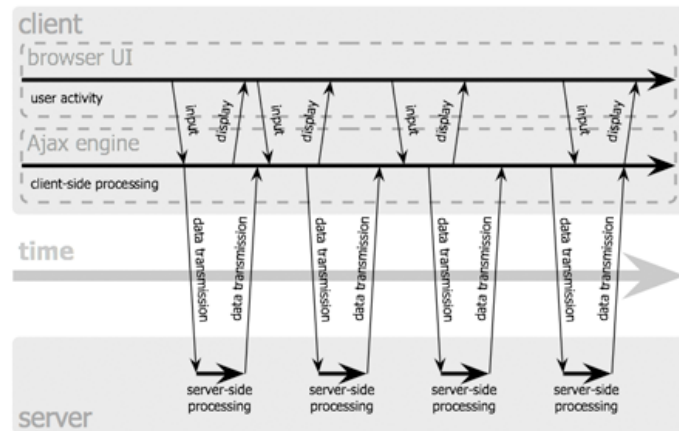 client
browser UI
user activity
input
display
input
display
input
display
input
display
Ajax engine
client-side processing
data transmission
data transmission
data transmission
data transmission
data transmission
data transmission
data transmission
data transmission
time
server-side
processing
server-side
processing
server-side
processing
server-side
processing
server